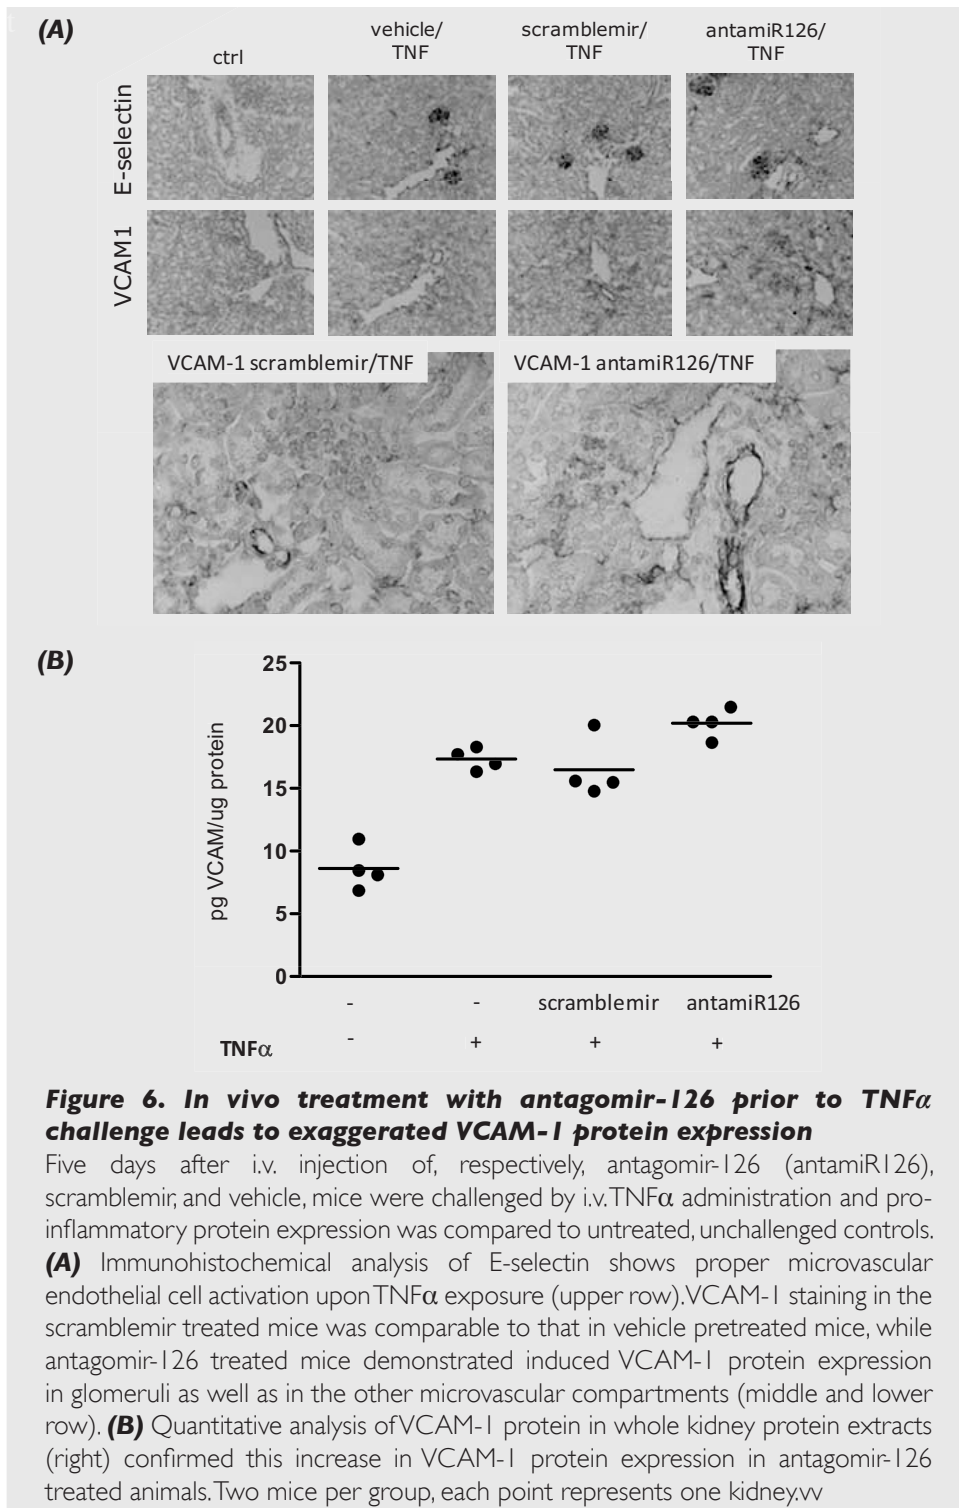 (A)
ctrl
vehicle/
TNF
scramblemir/
TNF
antamiR126/
TNF
E-selectin
VCAM1
VCAM-1 scramblemir/TNF
VCAM-1 antamiR126/TNF
(B)
pg VCAM/ug protein
25
20
15
10
5
0
- - scramblemir antamiR126
TNFα - + + +
Figure 6. In vivo treatment with antagomir-126 prior to TNFα
challenge leads to exaggerated VCAM-1 protein expression
Five days after i.v. injection of, respectively, antagomir-126 (antamiR126),
scramblemir, and vehicle, mice were challenged by i.v. TNFα administration and pro-
inflammatory protein expression was compared to untreated, unchallenged controls.
(A) Immunohistochemical analysis of E-selectin shows proper microvascular
endothelial cell activation upon TNFα exposure (upper row). VCAM-1 staining in the
scramblemir treated mice was comparable to that in vehicle pretreated mice, while
antagomir-126 treated mice demonstrated induced VCAM-1 protein expression
in glomeruli as well as in the other microvascular compartments (middle and lower
row). (B) Quantitative analysis of VCAM-1 protein in whole kidney protein extracts
(right) confirmed this increase in VCAM-1 protein expression in antagomir-126
treated animals. Two mice per group, each point represents one kidney.vv